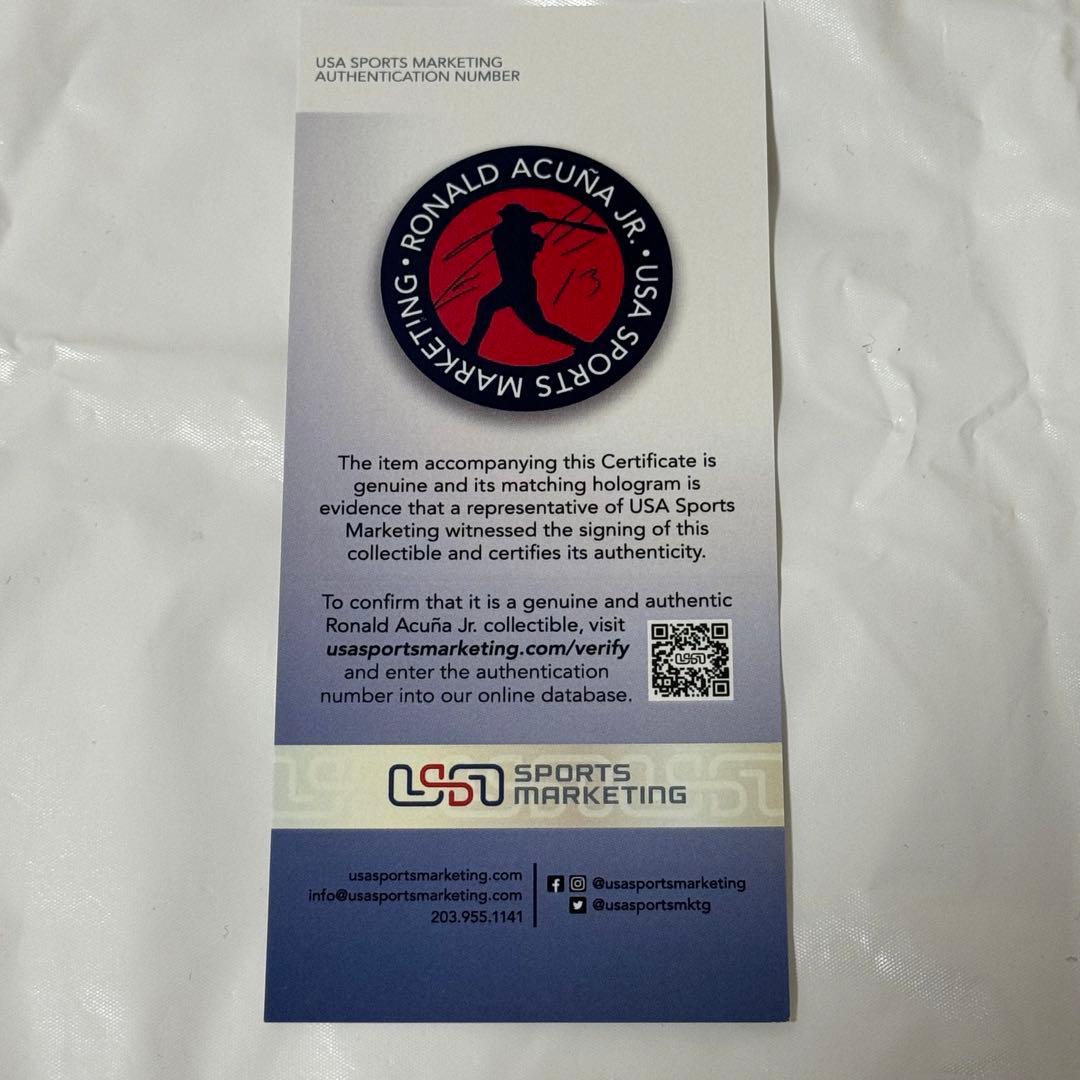 USA SPORTS MARKETING
AUTHENTICATION NUMBER
RONALD ACUÑA JR. • USA SPORTS MARKETING •
13
The item accompanying this Certificate is
genuine and its matching hologram is
evidence that a representative of USA Sports
Marketing witnessed the signing of this
collectible and certifies its authenticity.
To confirm that it is a genuine and authentic
Ronald Acuña Jr. collectible, visit
usasportsmarketing.com/verify
and enter the authentication
number into our online database.
USA
USA SPORTS
MARKETING
usasportsmarketing.com
info@usasportsmarketing.com
203.955.1141
@usasportsmarketing
@usasportsmktg